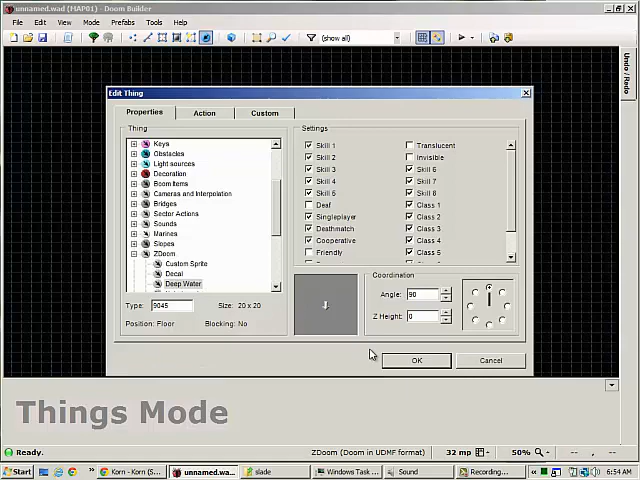 unnamed.wad (MAP01) - Doom Builder
File Edit View Mode Prefabs Tools Help
(show all)
Undo / Redo
Edit Thing
Properties Action Custom
Thing
Keys
Obstacles
Light sources
Decoration
Boom Items
Cameras and Interpolation
Bridges
Sector Actions
Sounds
Marines
Slopes
ZDoom
Custom Sprite
Decal
Deep Water
Type: 9045 Size: 20 x 20
Position: Floor Blocking: No
Settings
Skill 1 Translucent
Skill 2 Invisible
Skill 3 Skill 6
Skill 4 Skill 7
Skill 5 Skill 8
Deaf Class 1
Singleplayer Class 2
Deathmatch Class 3
Cooperative Class 4
Friendly Class 5
Coordination
Angle: 90
Z Height: 0
OK Cancel
Things Mode
Ready. ZDoom (Doom in UDMF format) 32 mp 50% -- , --
Start Korn - Korn (S... unnamed.wa... slade Windows Task ... Sound Recording... 6:54 AM